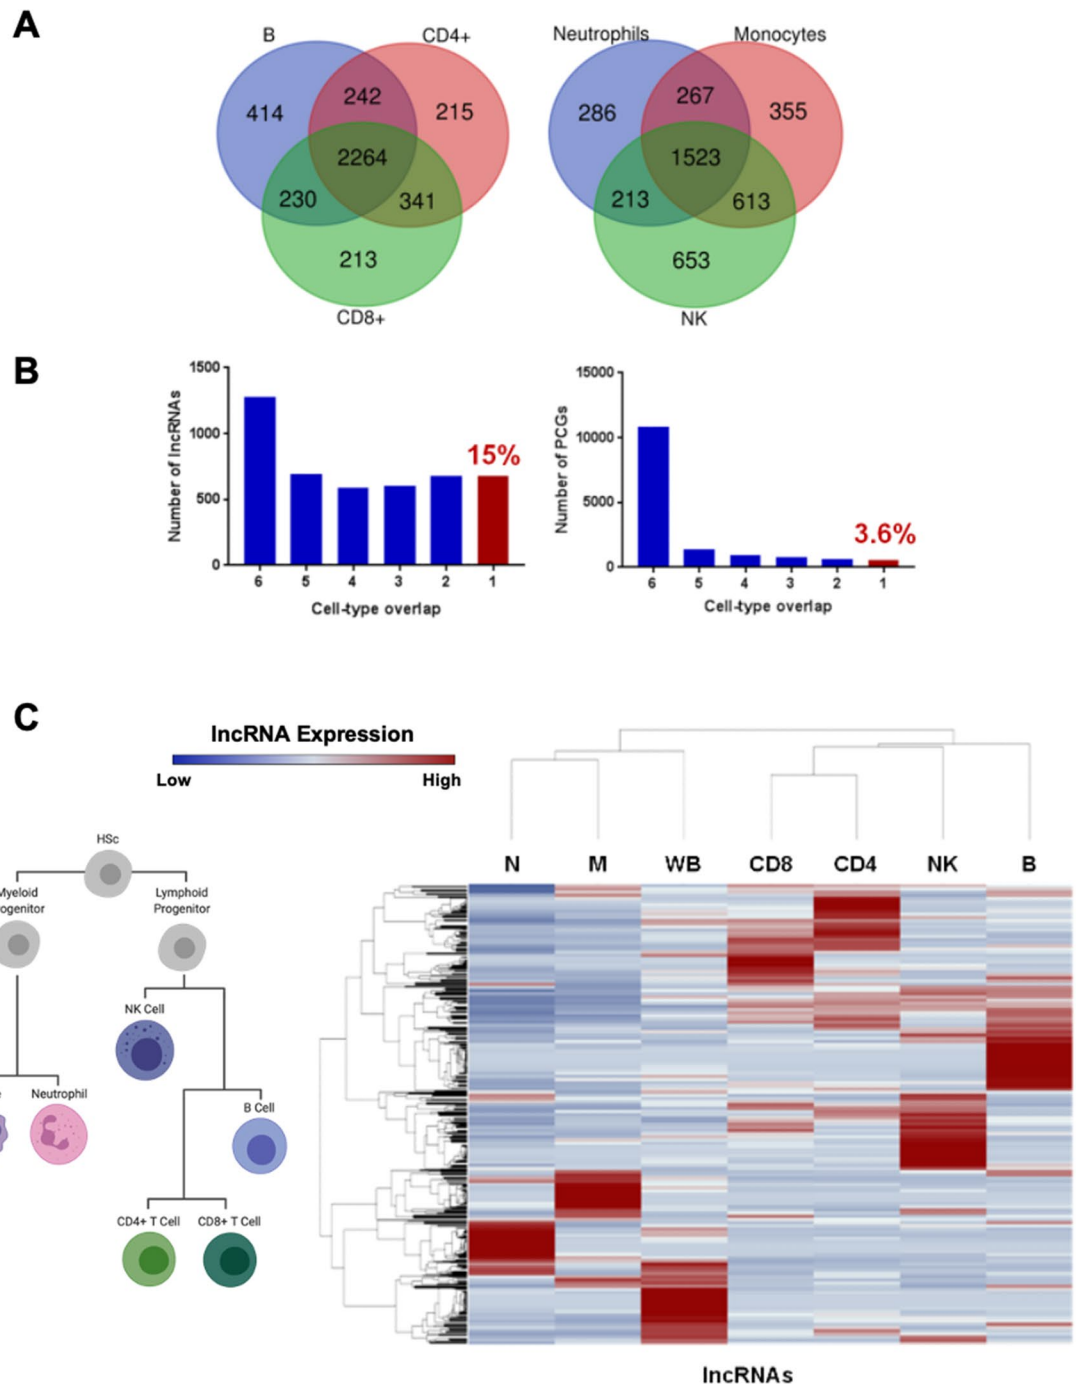 A
B
CD4+
414
242
215
2264
230
341
213
CD8+
Neutrophils
Monocytes
286
267
355
1523
213
613
653
NK
B
Number of lncRNAs
1500
1000
500
0
15%
6 5 4 3 2 1
Cell-type overlap
Number of PCGs
15000
10000
5000
0
3.6%
6 5 4 3 2 1
Cell-type overlap
C
lncRNA Expression
Low High
HSc
Myeloid
ogenitor
Lymphoid
Progenitor
NK Cell
Neutrophil
B Cell
CD4+ T Cell
CD8+ T Cell
N M WB CD8 CD4 NK B
lncRNAs